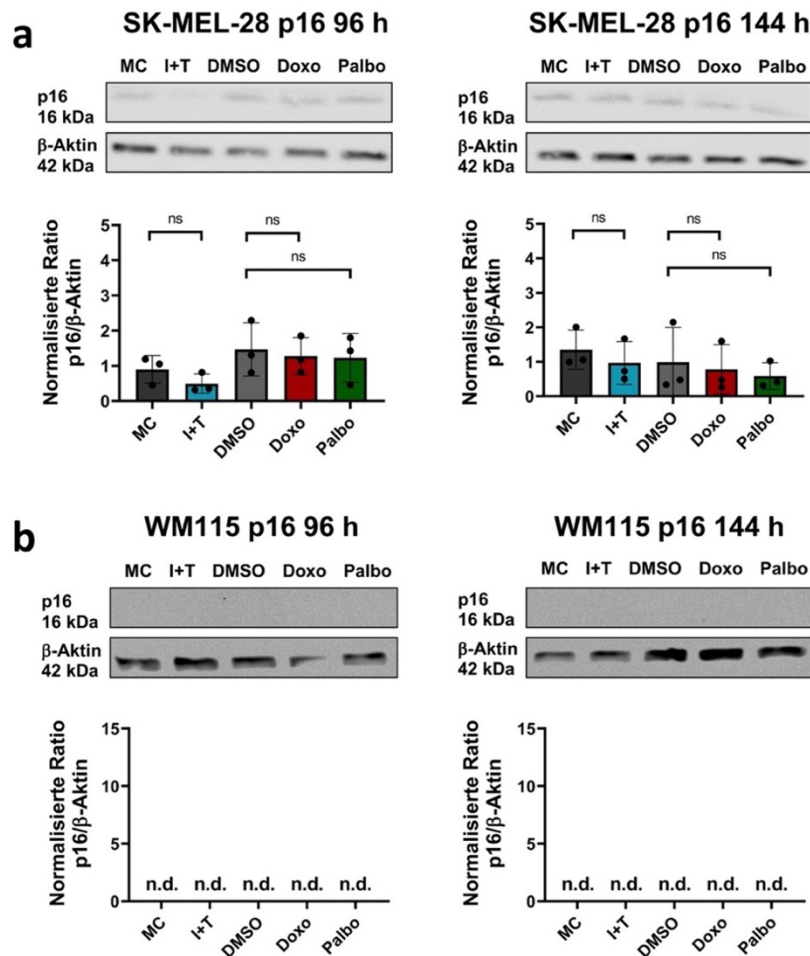 a
SK-MEL-28 p16 96 h
MC I+T DMSO Doxo Palbo
p16
16 kDa
β-Aktin
42 kDa
Normalisierte Ratio
p16/β-Aktin
5
4
3
2
1
0
ns
ns
ns
MC I+T DMSO Doxo Palbo
SK-MEL-28 p16 144 h
MC I+T DMSO Doxo Palbo
p16
16 kDa
β-Aktin
42 kDa
Normalisierte Ratio
p16/β-Aktin
5
4
3
2
1
0
ns
ns
ns
MC I+T DMSO Doxo Palbo
b
WM115 p16 96 h
MC I+T DMSO Doxo Palbo
p16
16 kDa
β-Aktin
42 kDa
Normalisierte Ratio
p16/β-Aktin
15
10
5
0
n.d. n.d. n.d. n.d. n.d.
MC I+T DMSO Doxo Palbo
WM115 p16 144 h
MC I+T DMSO Doxo Palbo
p16
16 kDa
β-Aktin
42 kDa
Normalisierte Ratio
p16/β-Aktin
15
10
5
0
n.d. n.d. n.d. n.d. n.d.
MC I+T DMSO Doxo Palbo